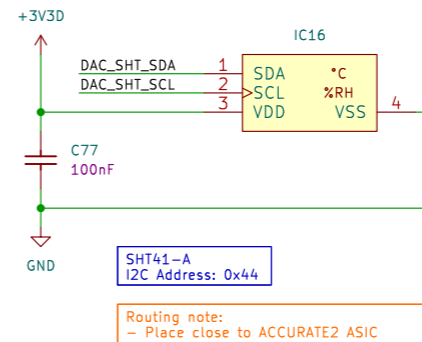 +3V3D
IC16
DAC_SHT_SDA
1
SDA
°C
DAC_SHT_SCL
2
SCL
%RH
3
VDD
VSS
4
C77
100nF
GND
SHT41-A
I2C Address: 0x44
Routing note:
- Place close to ACCURATE2 ASIC